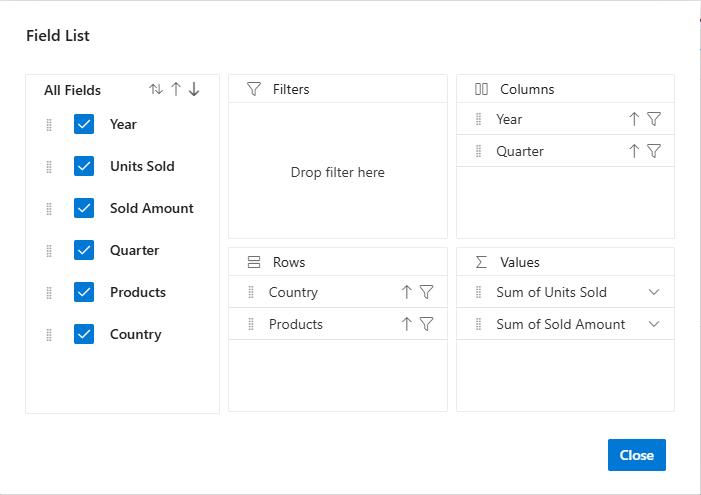 Field List
All Fields
Year
Units Sold
Sold Amount
Quarter
Products
Country
Filters
Drop filter here
Columns
Year
Quarter
Rows
Country
Products
Values
Sum of Units Sold
Sum of Sold Amount
Close